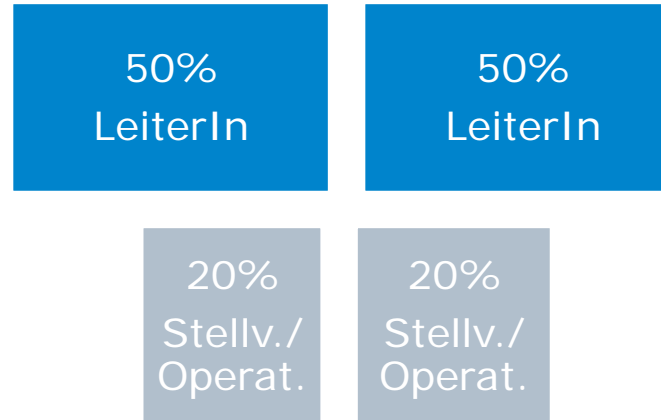 50%
LeiterIn
50%
LeiterIn
20%
Stellv./
Operat.
20%
Stellv./
Operat.